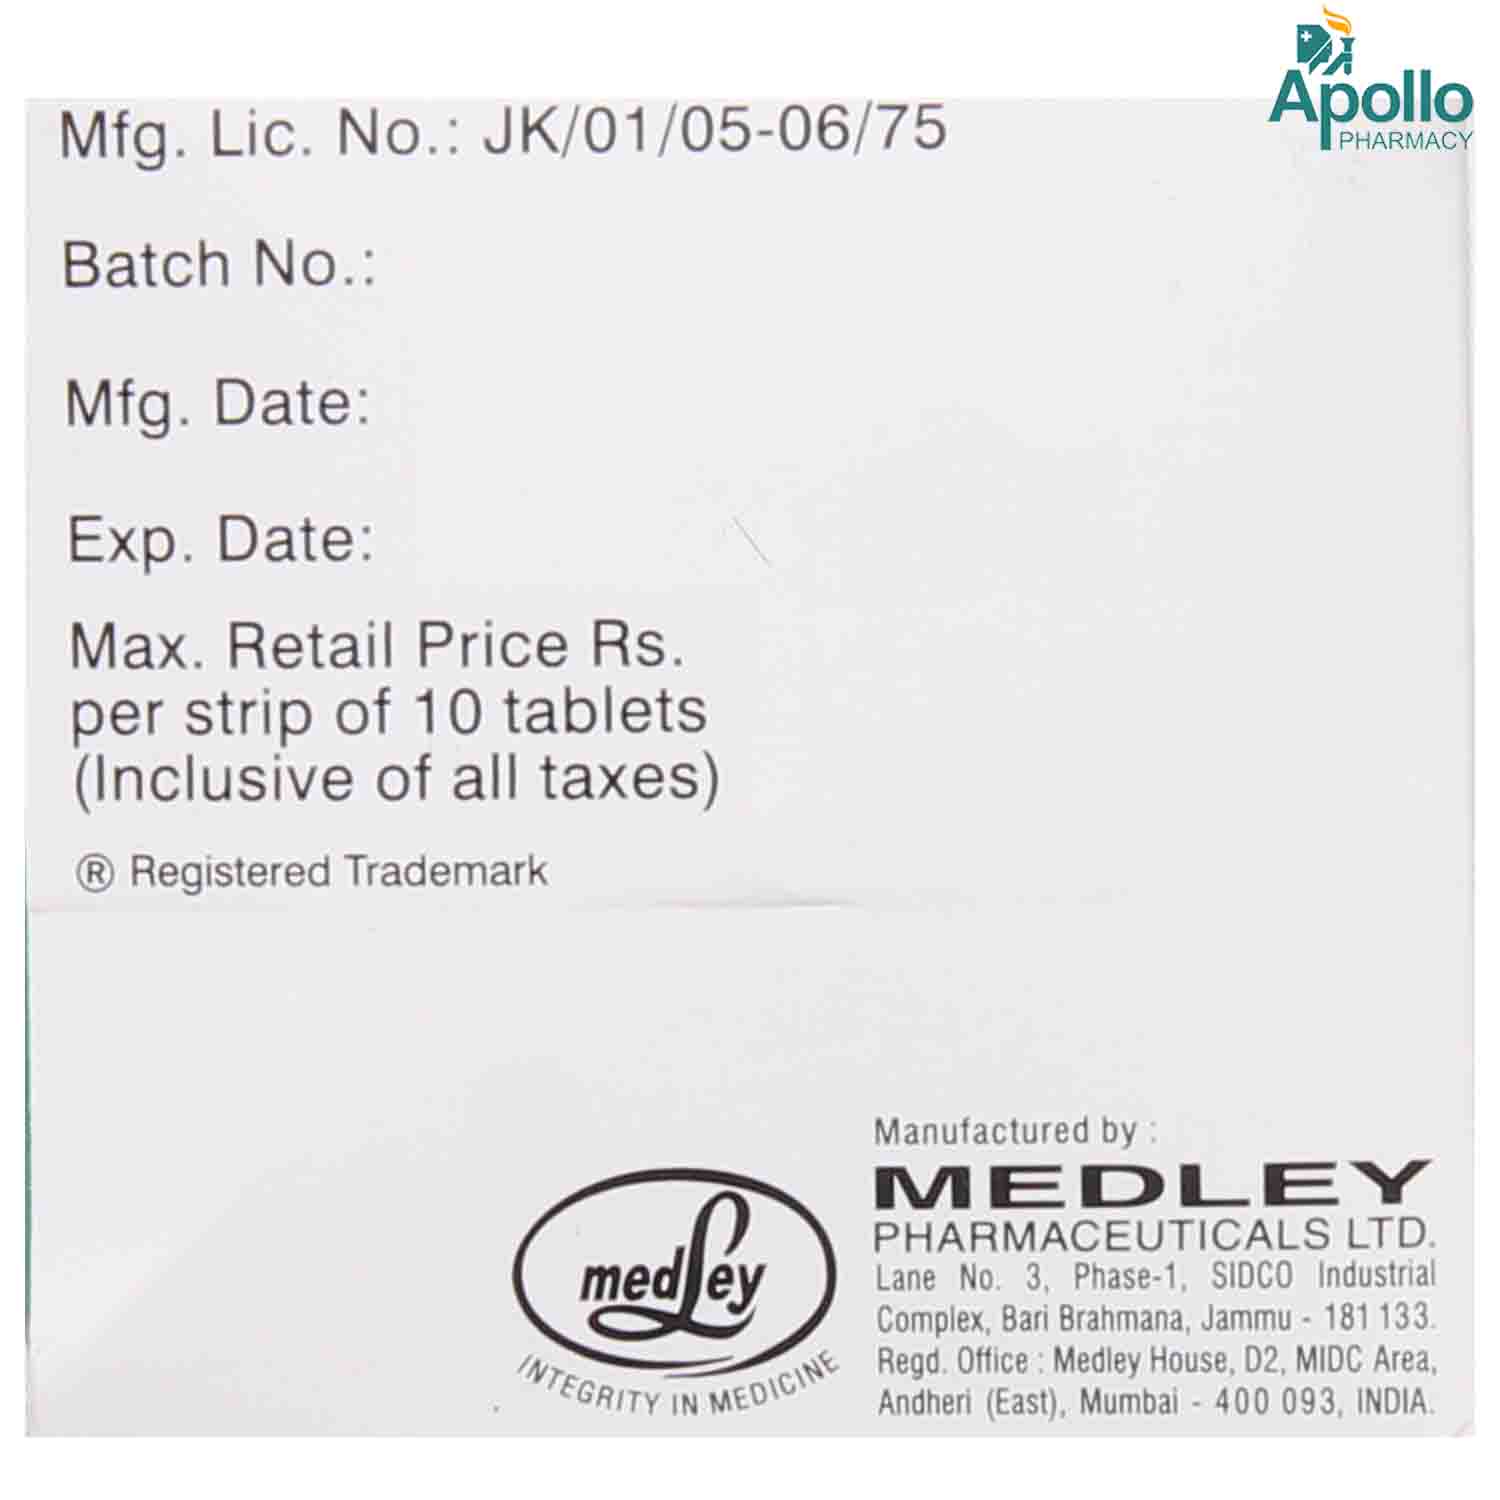 Apollo
PHARMACY
Mfg. Lic. No.: JK/01/05-06/75
Batch No.:
Mfg. Date:
Exp. Date:
Max. Retail Price Rs.
per strip of 10 tablets
(Inclusive of all taxes)
® Registered Trademark
medley
INTEGRITY IN MEDICINE
Manufactured by :
MEDLEY
PHARMACEUTICALS LTD.
Lane No. 3, Phase-1, SIDCO Industrial
Complex, Bari Brahmana, Jammu - 181 133.
Regd. Office : Medley House, D2, MIDC Area,
Andheri (East), Mumbai - 400 093, INDIA.